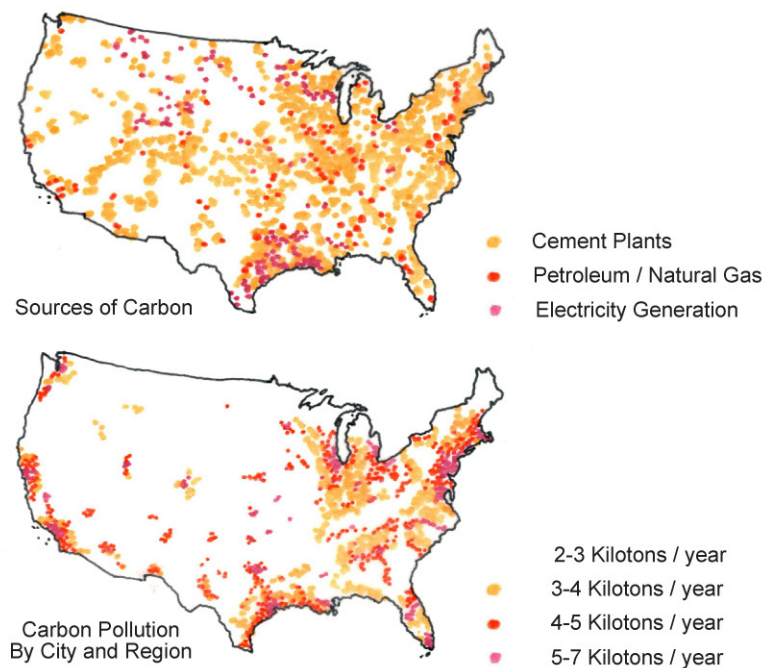 Cement Plants
Petroleum / Natural Gas
Electricity Generation
Sources of Carbon
2-3 Kilotons / year
3-4 Kilotons / year
4-5 Kilotons / year
5-7 Kilotons / year
Carbon Pollution
By City and Region